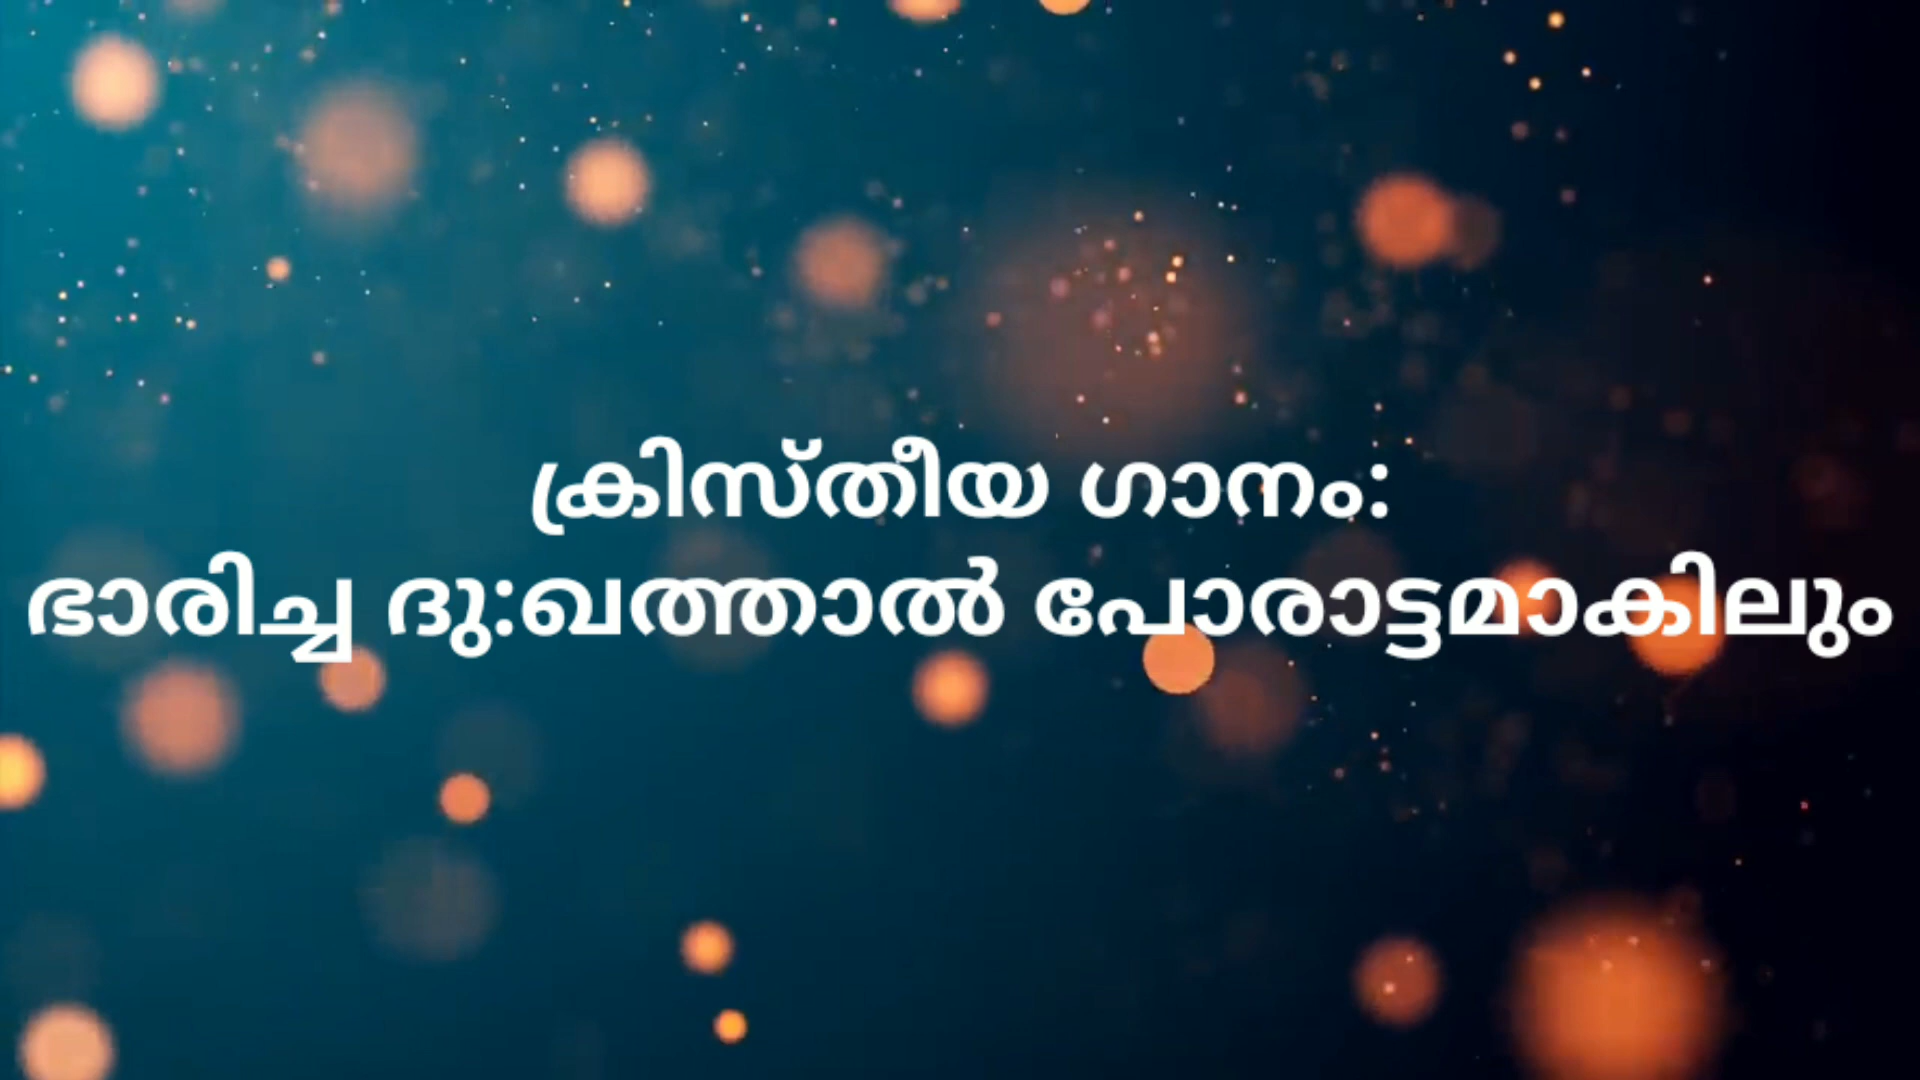 ക്രിസ്തീയ ഗാനം:
ഭാരിച്ച ദു:ഖത്താൽ പോരാട്ടമാകിലും